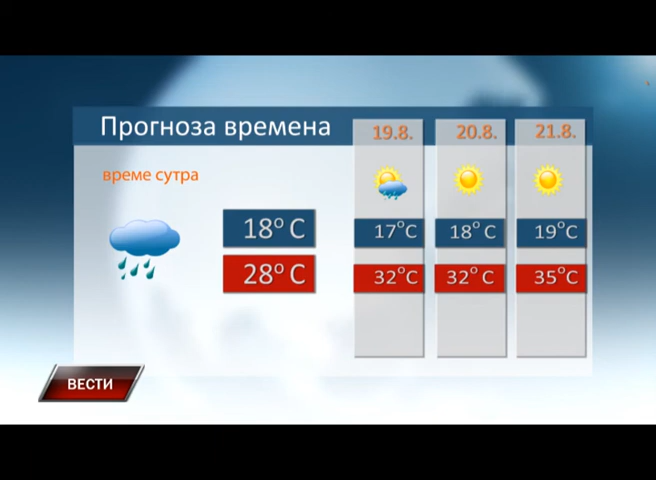 Прогноза времена
време сутра
18° C
28° C
19.8.
17°C
32°C
20.8.
18°C
32°C
21.8.
19°C
35°C
ВЕСТИ